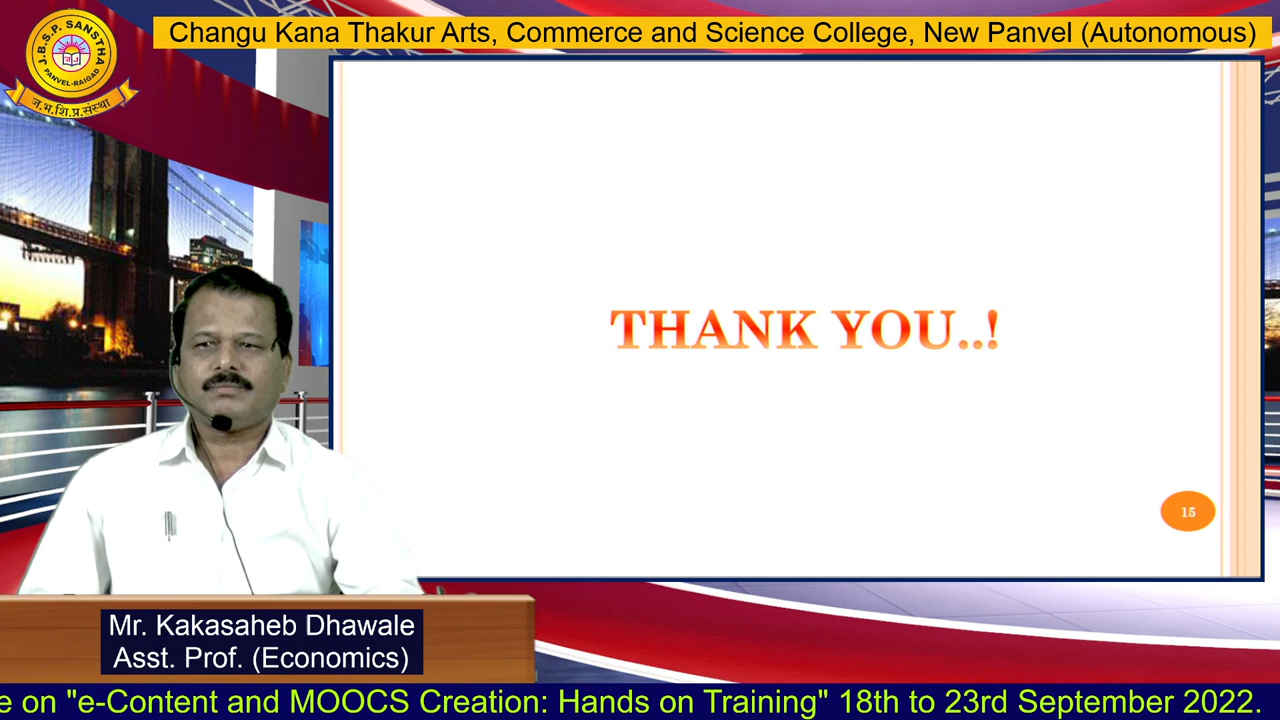 Changu Kana Thakur Arts, Commerce and Science College, New Panvel (Autonomous)
J.B.S.P. SANSTHA
PANVEL-RAIGAD
ज.भ.शि.प्र.संस्था
THANK YOU..!
15
Mr. Kakasaheb Dhawale
Asst. Prof. (Economics)
e on "e-Content and MOOCS Creation: Hands on Training" 18th to 23rd September 2022.